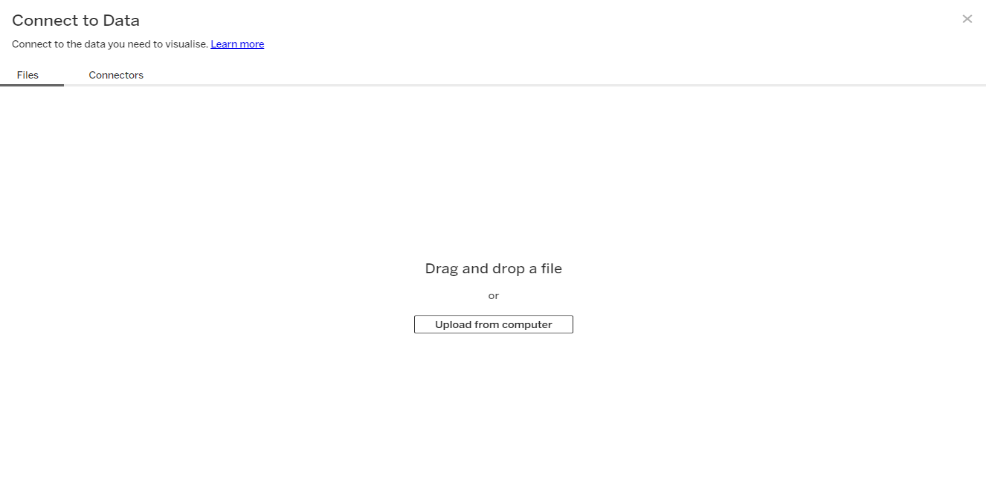 Connect to Data
Connect to the data you need to visualise. Learn more
Files Connectors
Drag and drop a file
or
Upload from computer